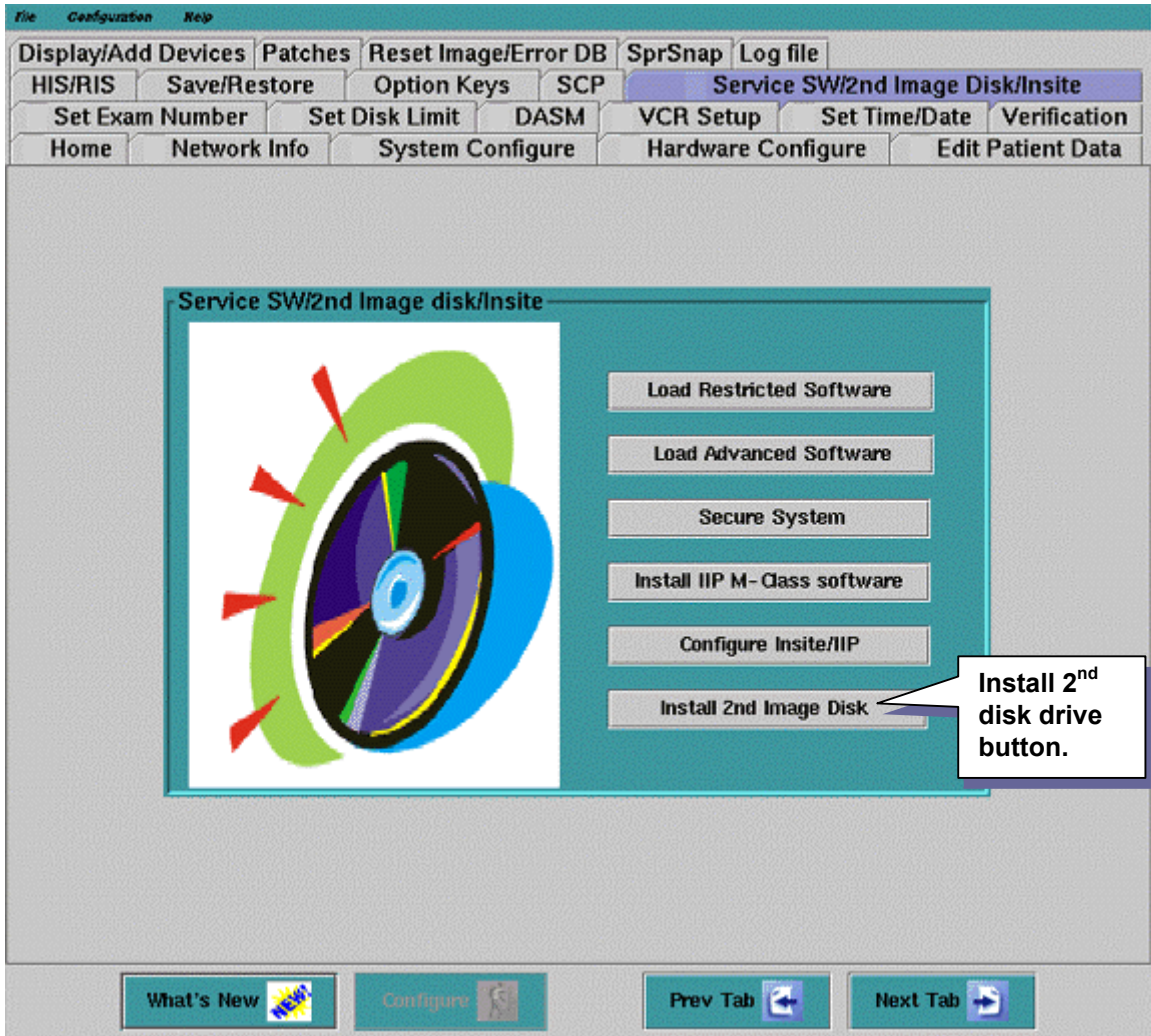 File Configuration Help
Display/Add Devices Patches Reset Image/Error DB SprSnap Log file
HIS/RIS Save/Restore Option Keys SCP Service SW/2nd Image Disk/Insite
Set Exam Number Set Disk Limit DASM VCR Setup Set Time/Date Verification
Home Network Info System Configure Hardware Configure Edit Patient Data
Service SW/2nd Image disk/Insite
Load Restricted Software
Load Advanced Software
Secure System
Install IIP M-Class software
Configure Insite/IIP
Install 2nd Image Disk
Install 2nd
disk drive
button.
What's New NEW! Configure Prev Tab Next Tab